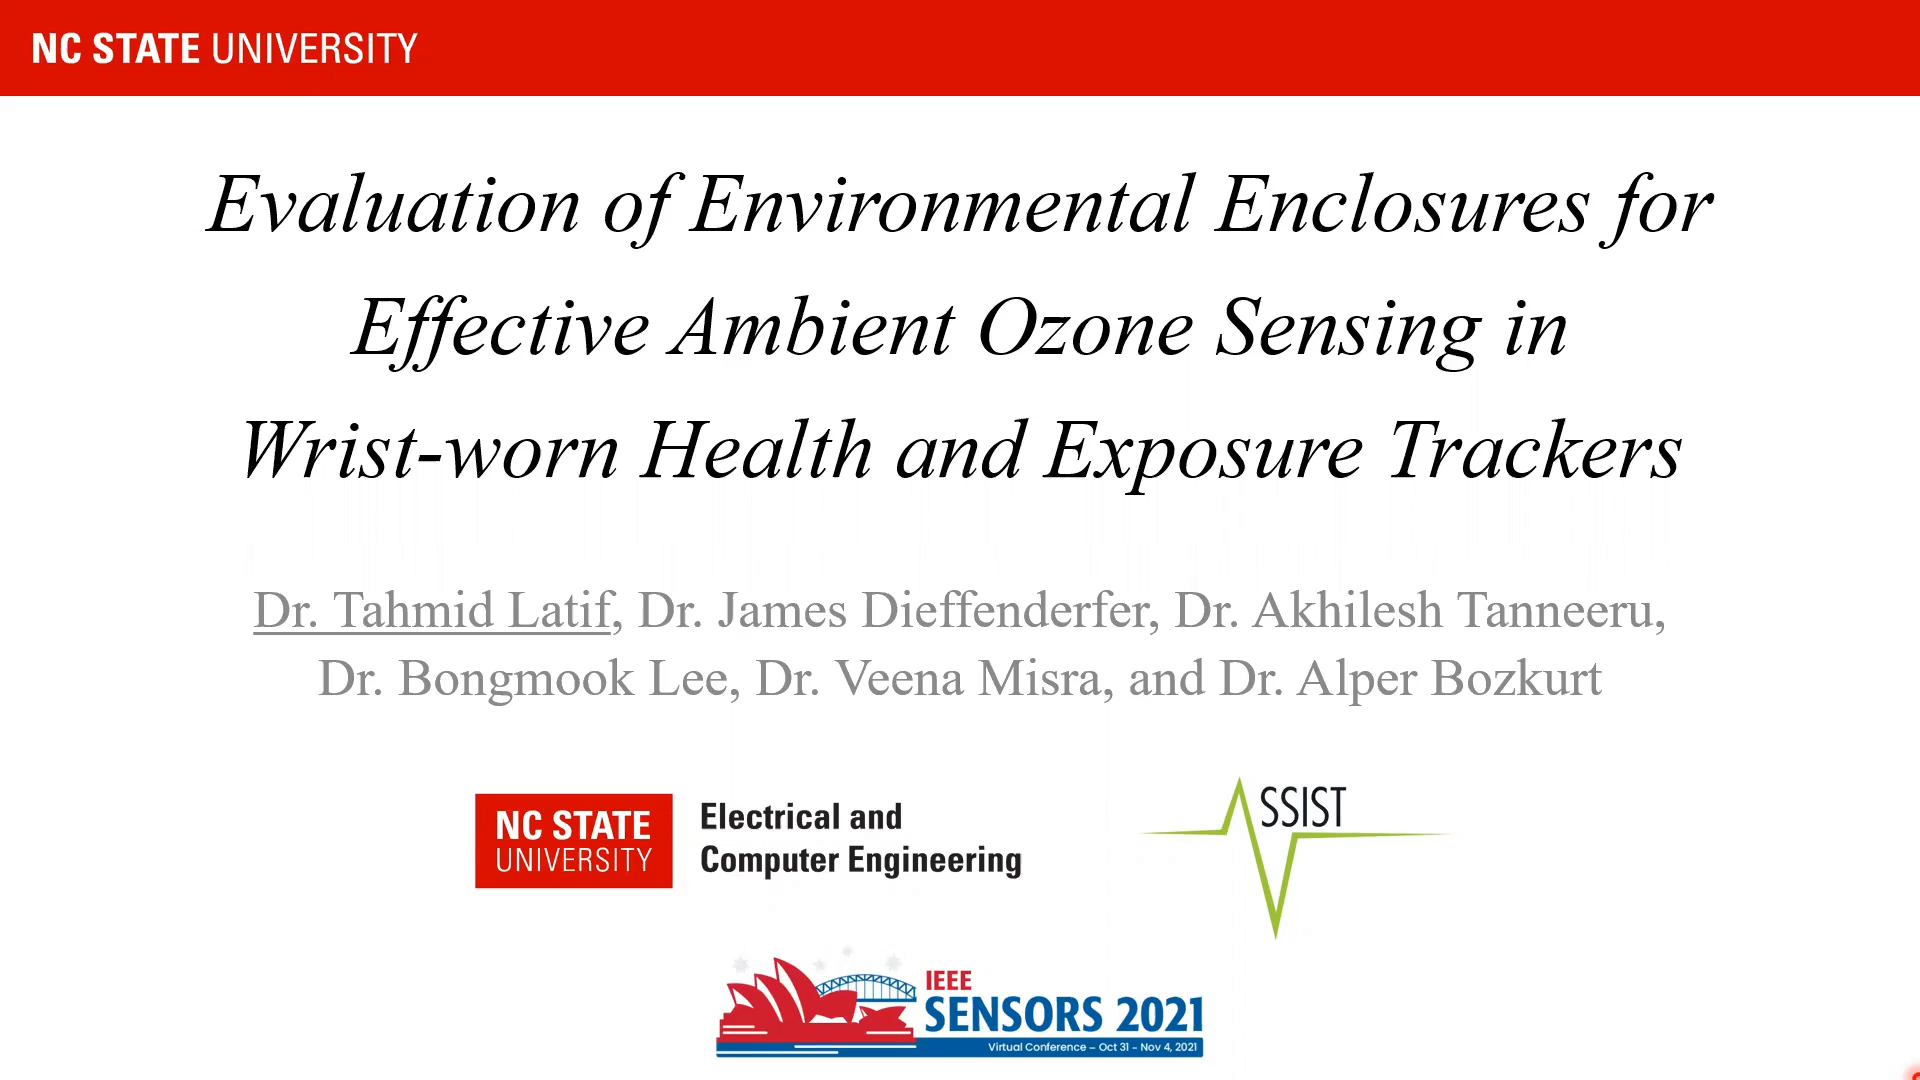 NC STATE UNIVERSITY
Evaluation of Environmental Enclosures for
Effective Ambient Ozone Sensing in
Wrist-worn Health and Exposure Trackers
Dr. Tahmid Latif, Dr. James Dieffenderfer, Dr. Akhilesh Tanneeru,
Dr. Bongmook Lee, Dr. Veena Misra, and Dr. Alper Bozkurt
NC STATE
UNIVERSITY
Electrical and
Computer Engineering
SSIST
IEEE
SENSORS 2021
Virtual Conference – Oct 31 – Nov 4, 2021